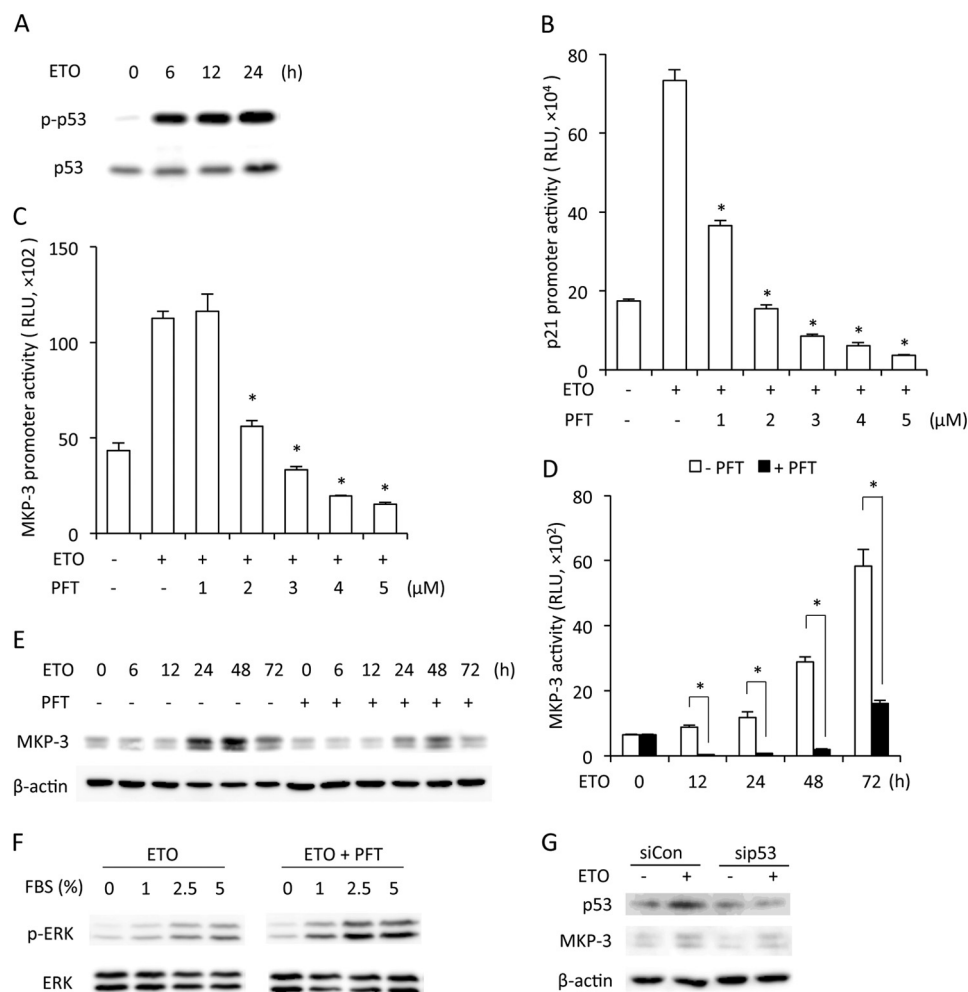 A
ETO 0 6 12 24 (h)
p-p53
p53
B
p21 promoter activity ( RLU, ×10⁴)
80
60
40
20
0
ETO - + + + + + +
PFT - - 1 2 3 4 5 (μM)
* * * * *
C
MKP-3 promoter activity ( RLU, ×102 )
150
100
50
0
* * * *
ETO - + + + + + +
PFT - - 1 2 3 4 5 (μM)
D
- PFT + PFT
MKP-3 activity (RLU, ×10²)
80
60
40
20
0
* * * *
ETO 0 12 24 48 72 (h)
E
ETO 0 6 12 24 48 72 0 6 12 24 48 72 (h)
PFT - - - - - - + + + + + +
MKP-3
β-actin
F
ETO ETO + PFT
FBS (%) 0 1 2.5 5 0 1 2.5 5
p-ERK
ERK
G
siCon sip53
ETO - + - +
p53
MKP-3
β-actin